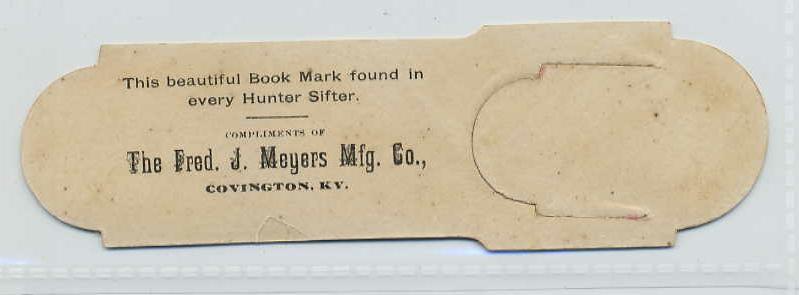 This beautiful Book Mark found in
every Hunter Sifter.
COMPLIMENTS OF
The Fred. J. Meyers Mfg. Co.,
COVINGTON, KY.